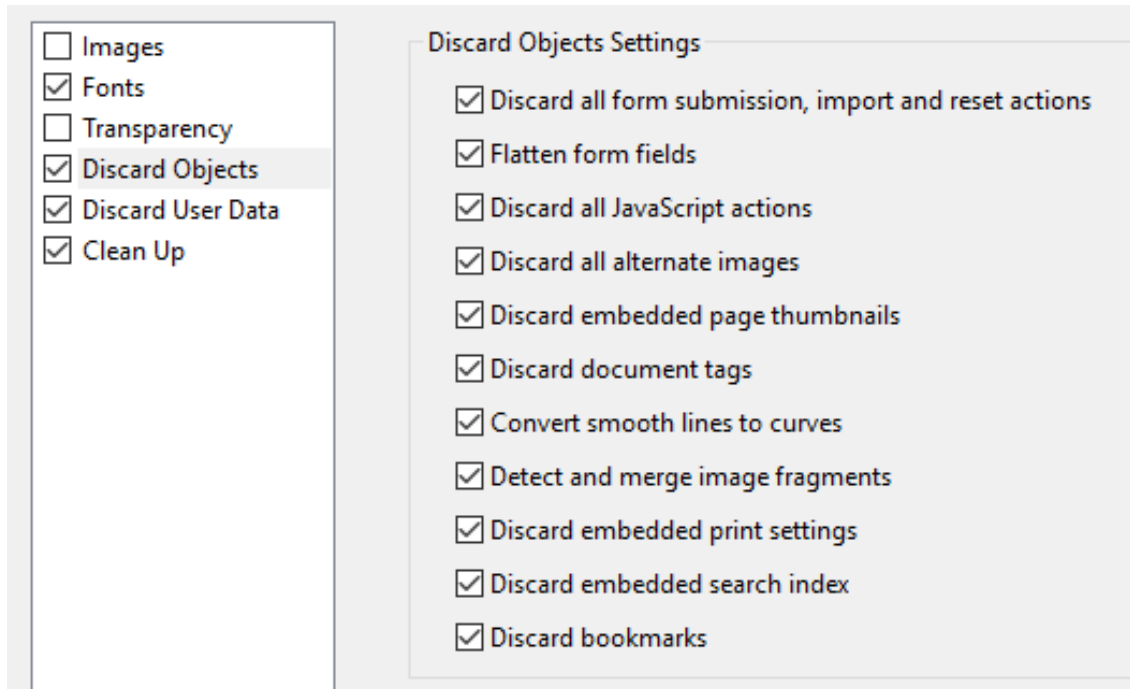 Images
Fonts
Transparency
Discard Objects
Discard User Data
Clean Up
Discard Objects Settings
Discard all form submission, import and reset actions
Flatten form fields
Discard all JavaScript actions
Discard all alternate images
Discard embedded page thumbnails
Discard document tags
Convert smooth lines to curves
Detect and merge image fragments
Discard embedded print settings
Discard embedded search index
Discard bookmarks